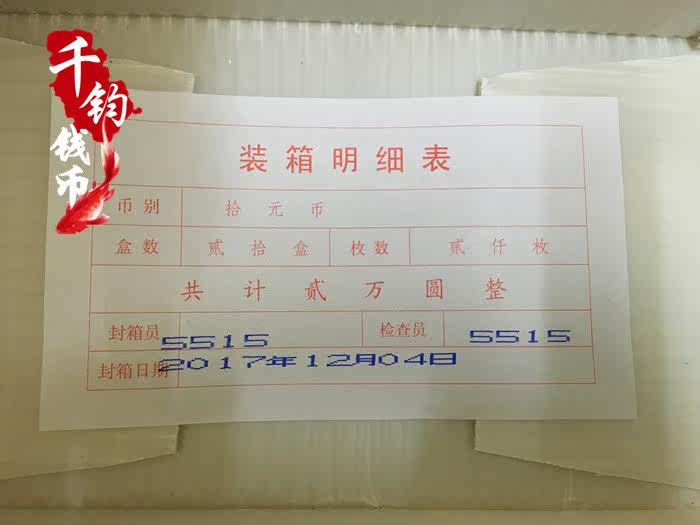 千钧钱币
装箱明细表
币别 拾元币
盒数 贰拾盒 枚数 贰仟枚
共计贰万圆整
封箱员 5515 检查员 5515
封箱日期 2017年12月04日